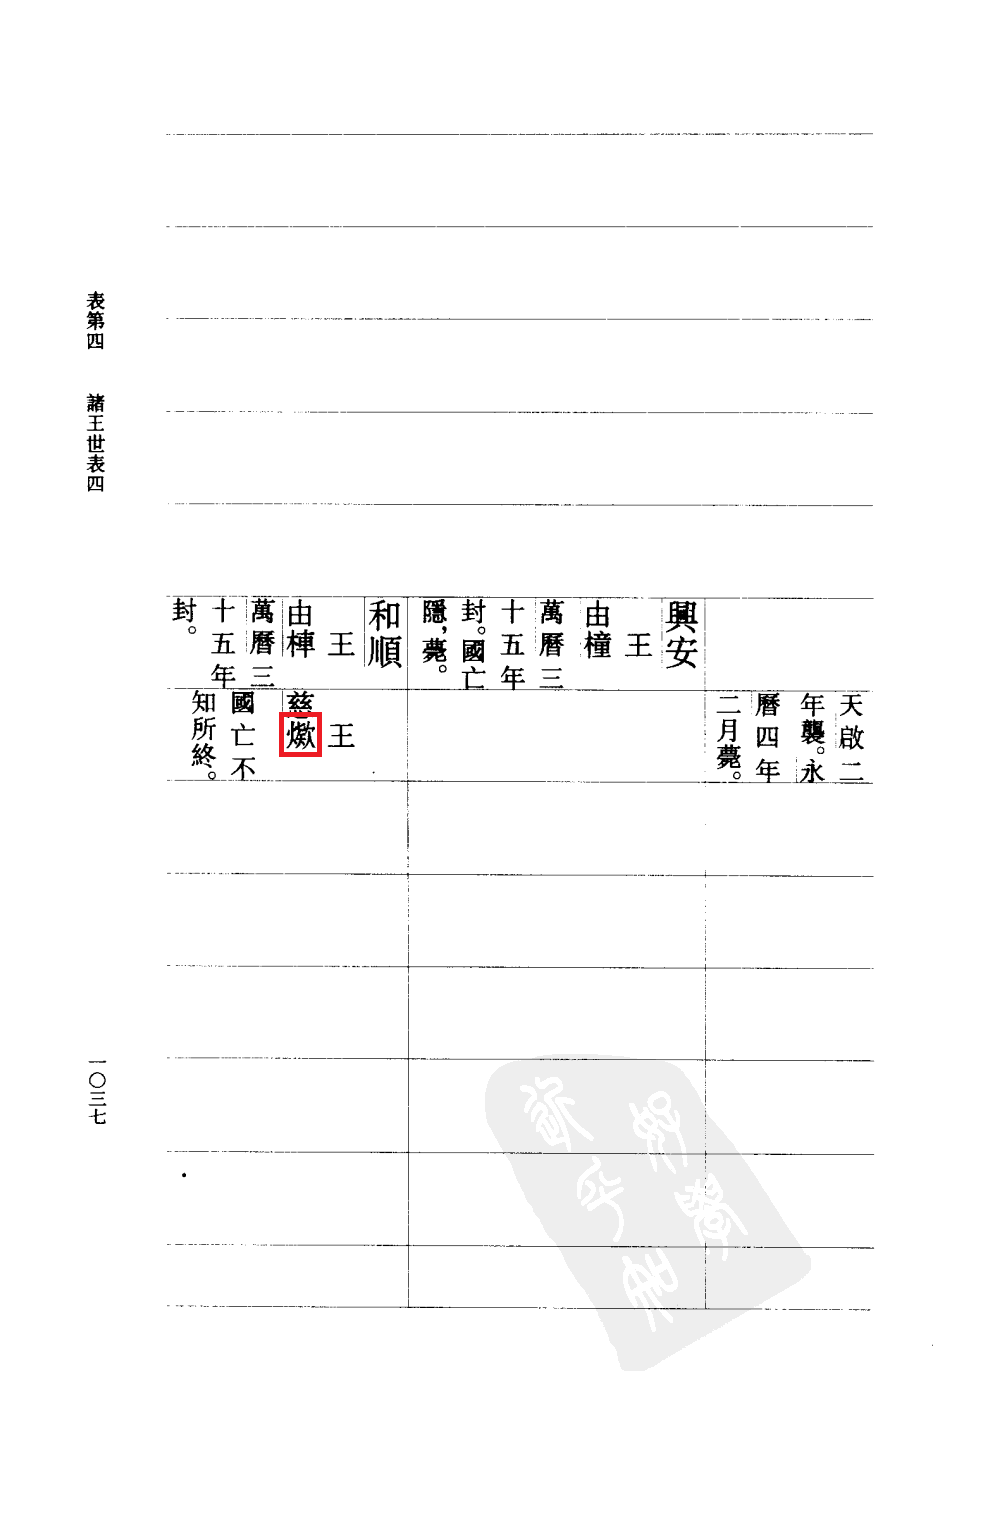 興安
王
由橦
萬曆三
十五年
封。國亡
隱，薨。
和順
王
由
萬曆三
十五年
封。
天啟二
年襲。永
曆四年
二月薨。
王
慈
國亡不
知所終。
表第四 諸王世表四
一〇三七